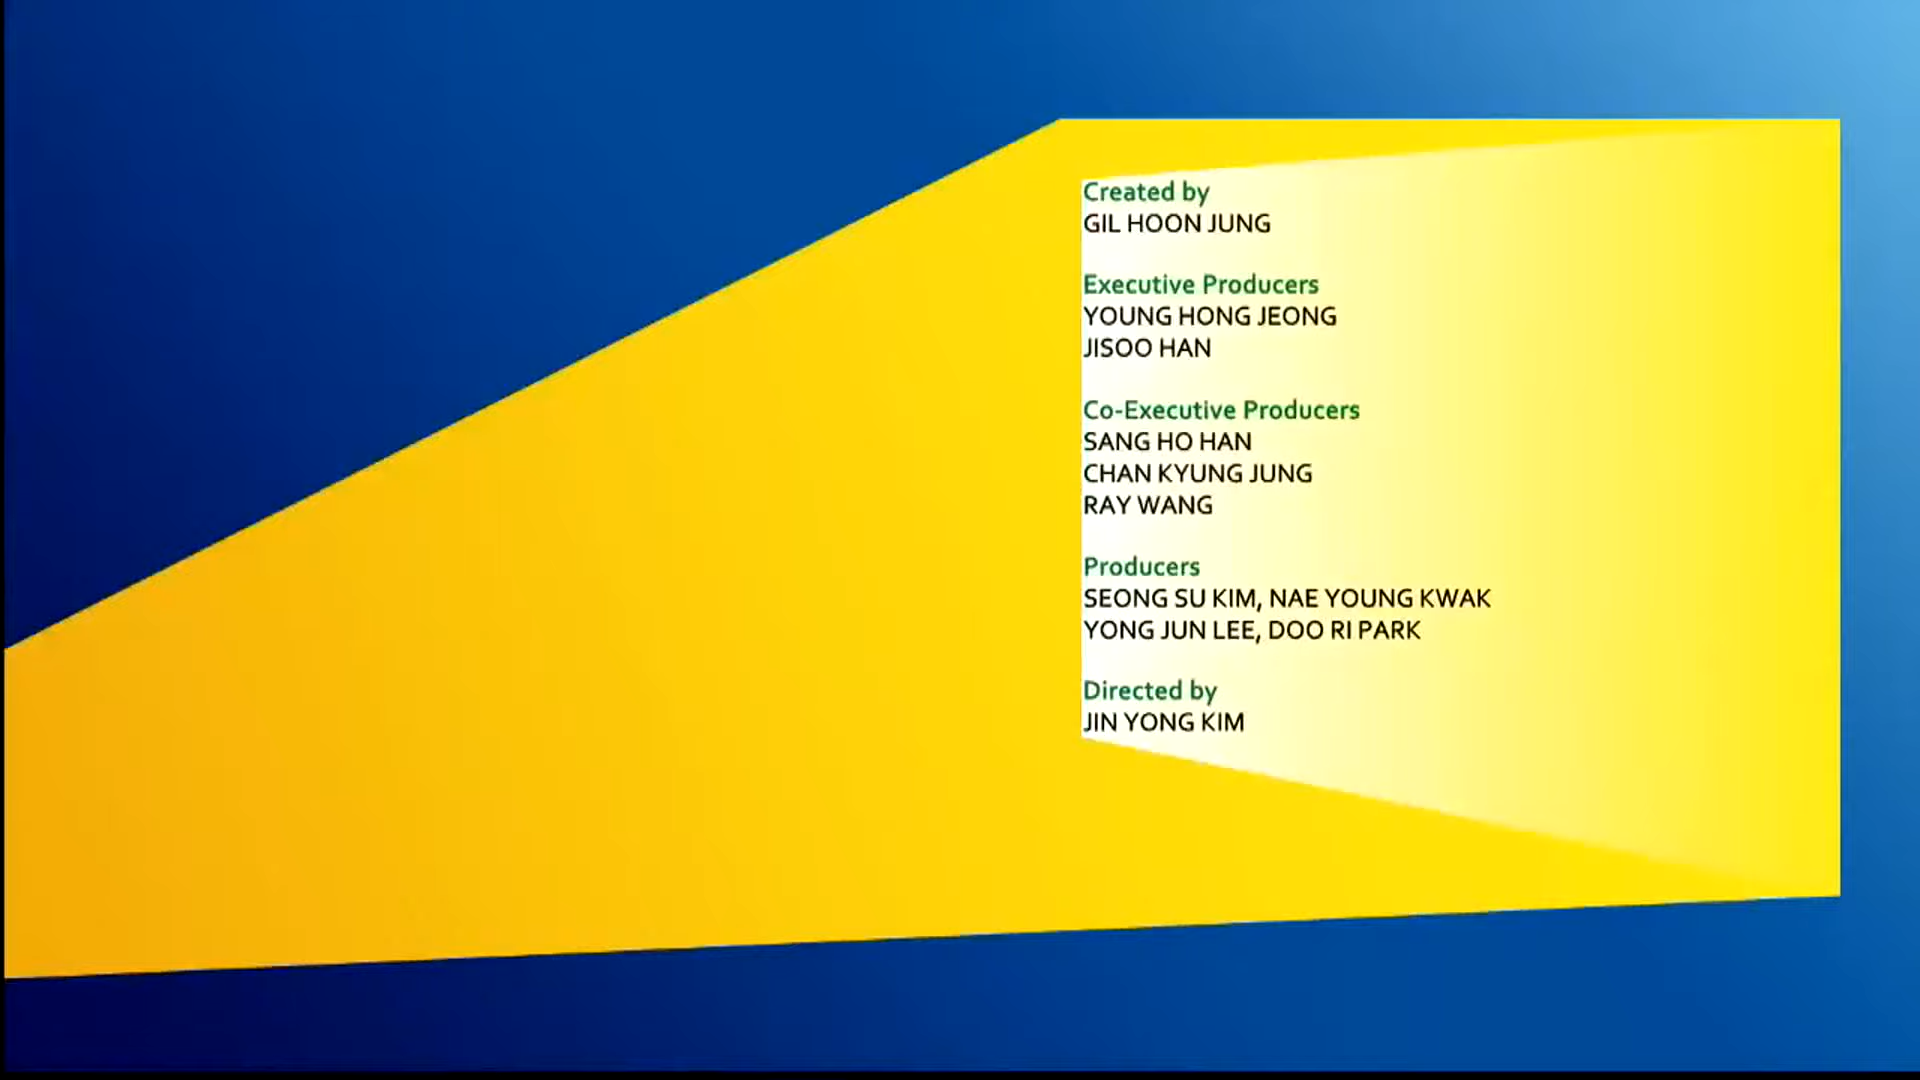 Created by
GIL HOON JUNG
Executive Producers
YOUNG HONG JEONG
JISOO HAN
Co-Executive Producers
SANG HO HAN
CHAN KYUNG JUNG
RAY WANG
Producers
SEONG SU KIM, NAE YOUNG KWAK
YONG JUN LEE, DOO RI PARK
Directed by
JIN YONG KIM